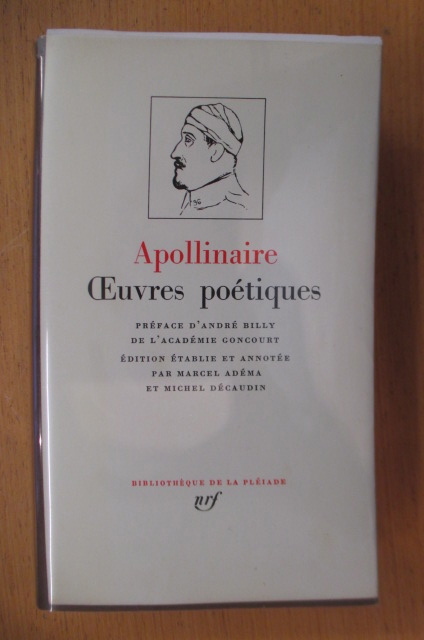 Apollinaire
Œuvres poétiques
PRÉFACE D'ANDRÉ BILLY
DE L'ACADÉMIE GONCOURT
ÉDITION ÉTABLIE ET ANNOTÉE
PAR MARCEL ADÉMA
ET MICHEL DÉCAUDIN
BIBLIOTHÈQUE DE LA PLÉIADE
nrf